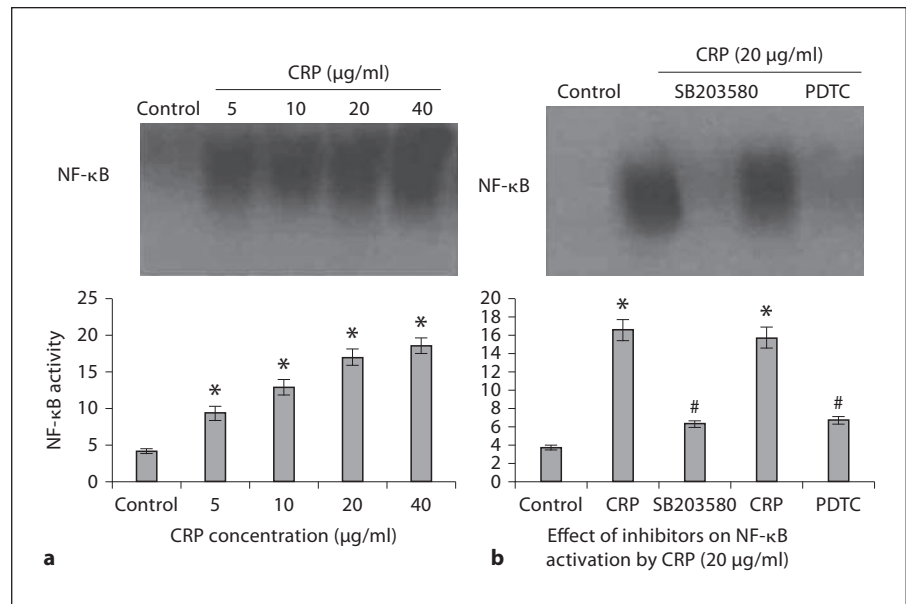 CRP (µg/ml)
Control 5 10 20 40
NF-κB
25
20
15
10
5
0
NF-κB activity
* * * *
Control 5 10 20 40
CRP concentration (µg/ml)
a
CRP (20 µg/ml)
Control SB203580 PDTC
NF-κB
20
18
16
14
12
10
8
6
4
2
0
* # * #
Control CRP SB203580 CRP PDTC
Effect of inhibitors on NF-κB
activation by CRP (20 µg/ml)
b